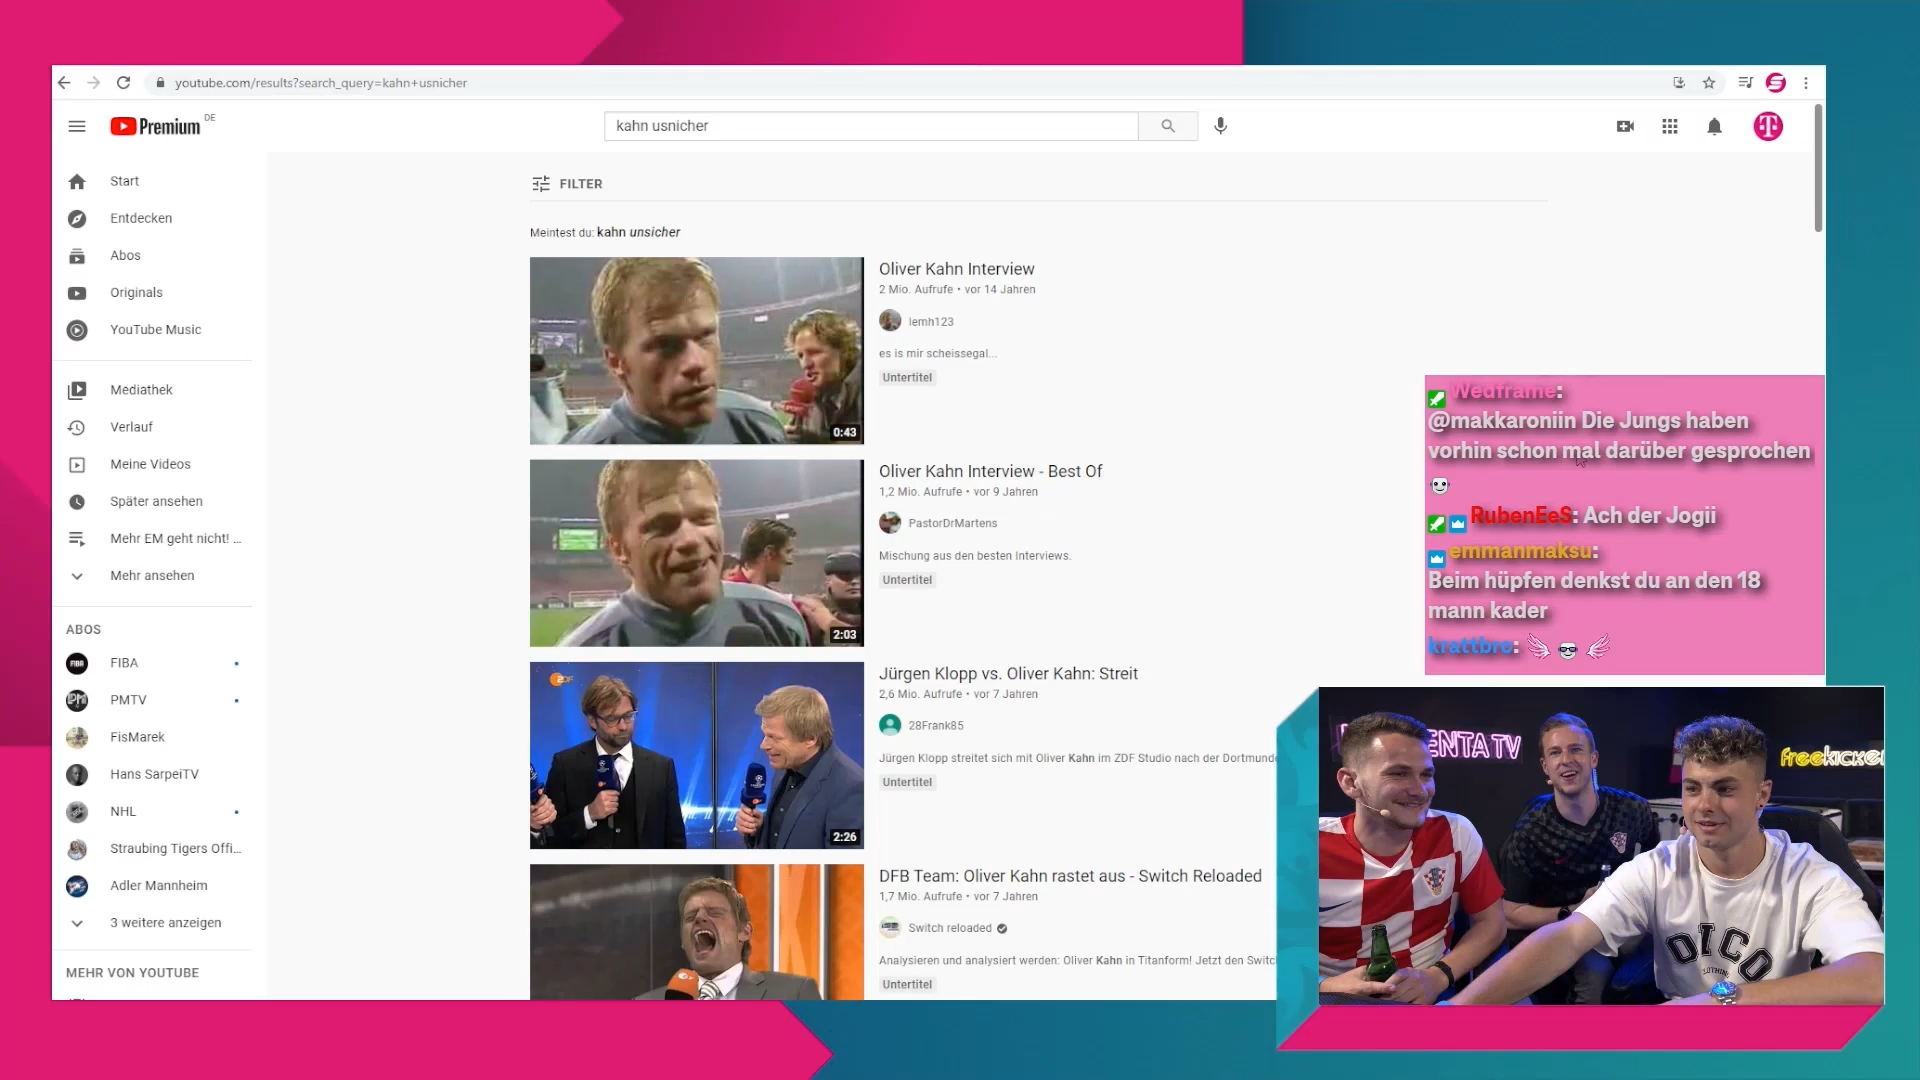 youtube.com/results?search_query=kahn+usnicher
Premium DE
kahn usnicher
Start
Entdecken
Abos
Originals
YouTube Music
Mediathek
Verlauf
Meine Videos
Später ansehen
Mehr EM geht nicht! ...
Mehr ansehen
ABOS
FIBA
PMTV
FisMarek
Hans SarpeiTV
NHL
Straubing Tigers Offi...
Adler Mannheim
3 weitere anzeigen
MEHR VON YOUTUBE
FILTER
Meintest du: kahn unsicher
Oliver Kahn Interview
2 Mio. Aufrufe • vor 14 Jahren
lemh123
es is mir scheissegal...
Untertitel
0:43
Oliver Kahn Interview - Best Of
1,2 Mio. Aufrufe • vor 9 Jahren
PastorDrMartens
Mischung aus den besten Interviews.
Untertitel
2:03
Jürgen Klopp vs. Oliver Kahn: Streit
2,6 Mio. Aufrufe • vor 7 Jahren
28Frank85
Jürgen Klopp streitet sich mit Oliver Kahn im ZDF Studio nach der Dortmunde
Untertitel
ZDF
2:26
DFB Team: Oliver Kahn rastet aus - Switch Reloaded
1,7 Mio. Aufrufe • vor 7 Jahren
Switch reloaded
Analysieren und analysiert werden: Oliver Kahn in Titanform! Jetzt den Switc
Untertitel
Wedframe:
@makkaroniin Die Jungs haben
vorhin schon mal darüber gesprochen
RubenEeS: Ach der Jogii
emmanmaksu:
Beim hüpfen denkst du an den 18
mann kader
krattbro:
ENTA TV
freekicker
DICO
CLOTHING